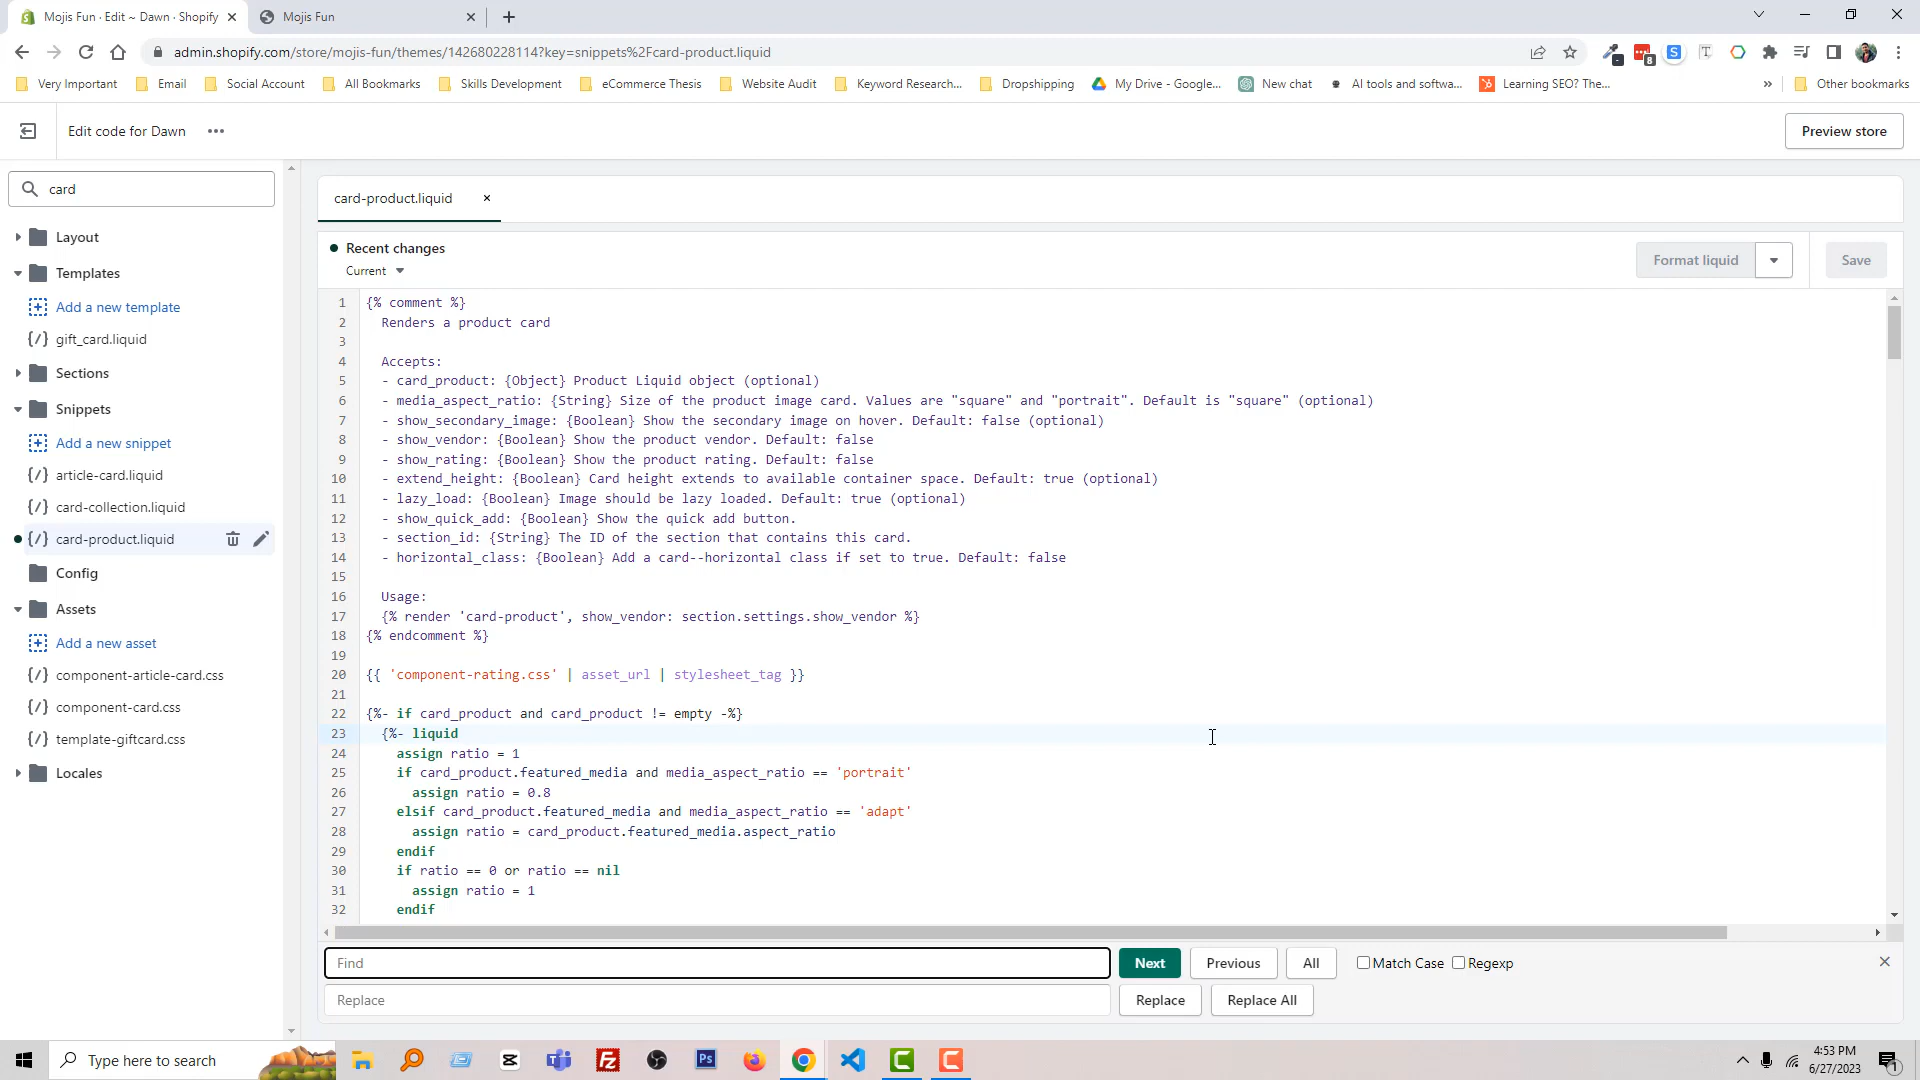 Mojis Fun · Edit ~ Dawn · Shopify
Mojis Fun
admin.shopify.com/store/mojis-fun/themes/142680228114?key=snippets%2Fcard-product.liquid
8
Very Important
Email
Social Account
All Bookmarks
Skills Development
eCommerce Thesis
Website Audit
Keyword Research...
Dropshipping
My Drive - Google...
New chat
AI tools and softwa...
Learning SEO? The...
»
Other bookmarks
Edit code for Dawn
Preview store
card
Layout
Templates
Add a new template
gift_card.liquid
Sections
Snippets
Add a new snippet
article-card.liquid
card-collection.liquid
card-product.liquid
Config
Assets
Add a new asset
component-article-card.css
component-card.css
template-giftcard.css
Locales
card-product.liquid
Recent changes
Current
Format liquid
Save
1 {% comment %}
2 Renders a product card
3
4 Accepts:
5 - card_product: {Object} Product Liquid object (optional)
6 - media_aspect_ratio: {String} Size of the product image card. Values are "square" and "portrait". Default is "square" (optional)
7 - show_secondary_image: {Boolean} Show the secondary image on hover. Default: false (optional)
8 - show_vendor: {Boolean} Show the product vendor. Default: false
9 - show_rating: {Boolean} Show the product rating. Default: false
10 - extend_height: {Boolean} Card height extends to available container space. Default: true (optional)
11 - lazy_load: {Boolean} Image should be lazy loaded. Default: true (optional)
12 - show_quick_add: {Boolean} Show the quick add button.
13 - section_id: {String} The ID of the section that contains this card.
14 - horizontal_class: {Boolean} Add a card--horizontal class if set to true. Default: false
15
16 Usage:
17 {% render 'card-product', show_vendor: section.settings.show_vendor %}
18 {% endcomment %}
19
20 {{ 'component-rating.css' | asset_url | stylesheet_tag }}
21
22 {%- if card_product and card_product != empty -%}
23 {%- liquid
24 assign ratio = 1
25 if card_product.featured_media and media_aspect_ratio == 'portrait'
26 assign ratio = 0.8
27 elsif card_product.featured_media and media_aspect_ratio == 'adapt'
28 assign ratio = card_product.featured_media.aspect_ratio
29 endif
30 if ratio == 0 or ratio == nil
31 assign ratio = 1
32 endif
Find
Next
Previous
All
Match Case
Regexp
Replace
Replace
Replace All
Type here to search
4:53 PM
6/27/2023
1